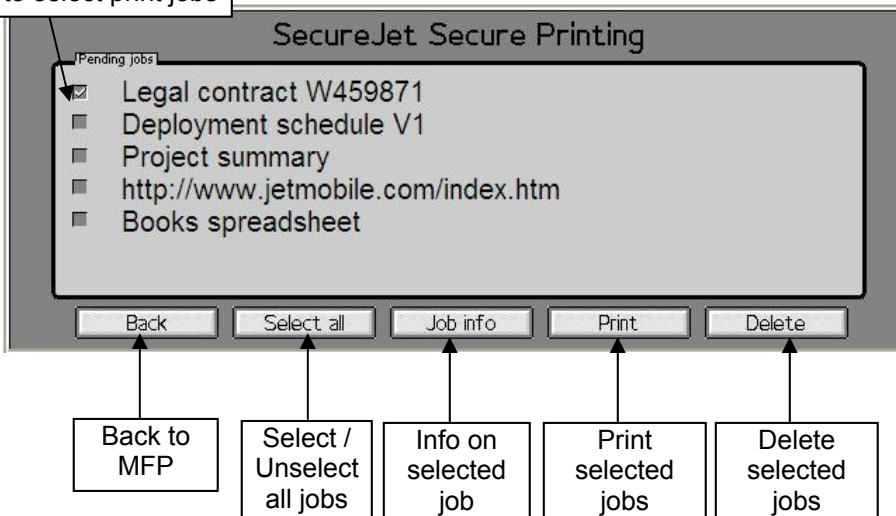 to select print jobs
SecureJet Secure Printing
Pending jobs
Legal contract W459871
Deployment schedule V1
Project summary
http://www.jetmobile.com/index.htm
Books spreadsheet
Back Select all Job info Print Delete
Back to
MFP
Select /
Unselect
all jobs
Info on
selected
job
Print
selected
jobs
Delete
selected
jobs